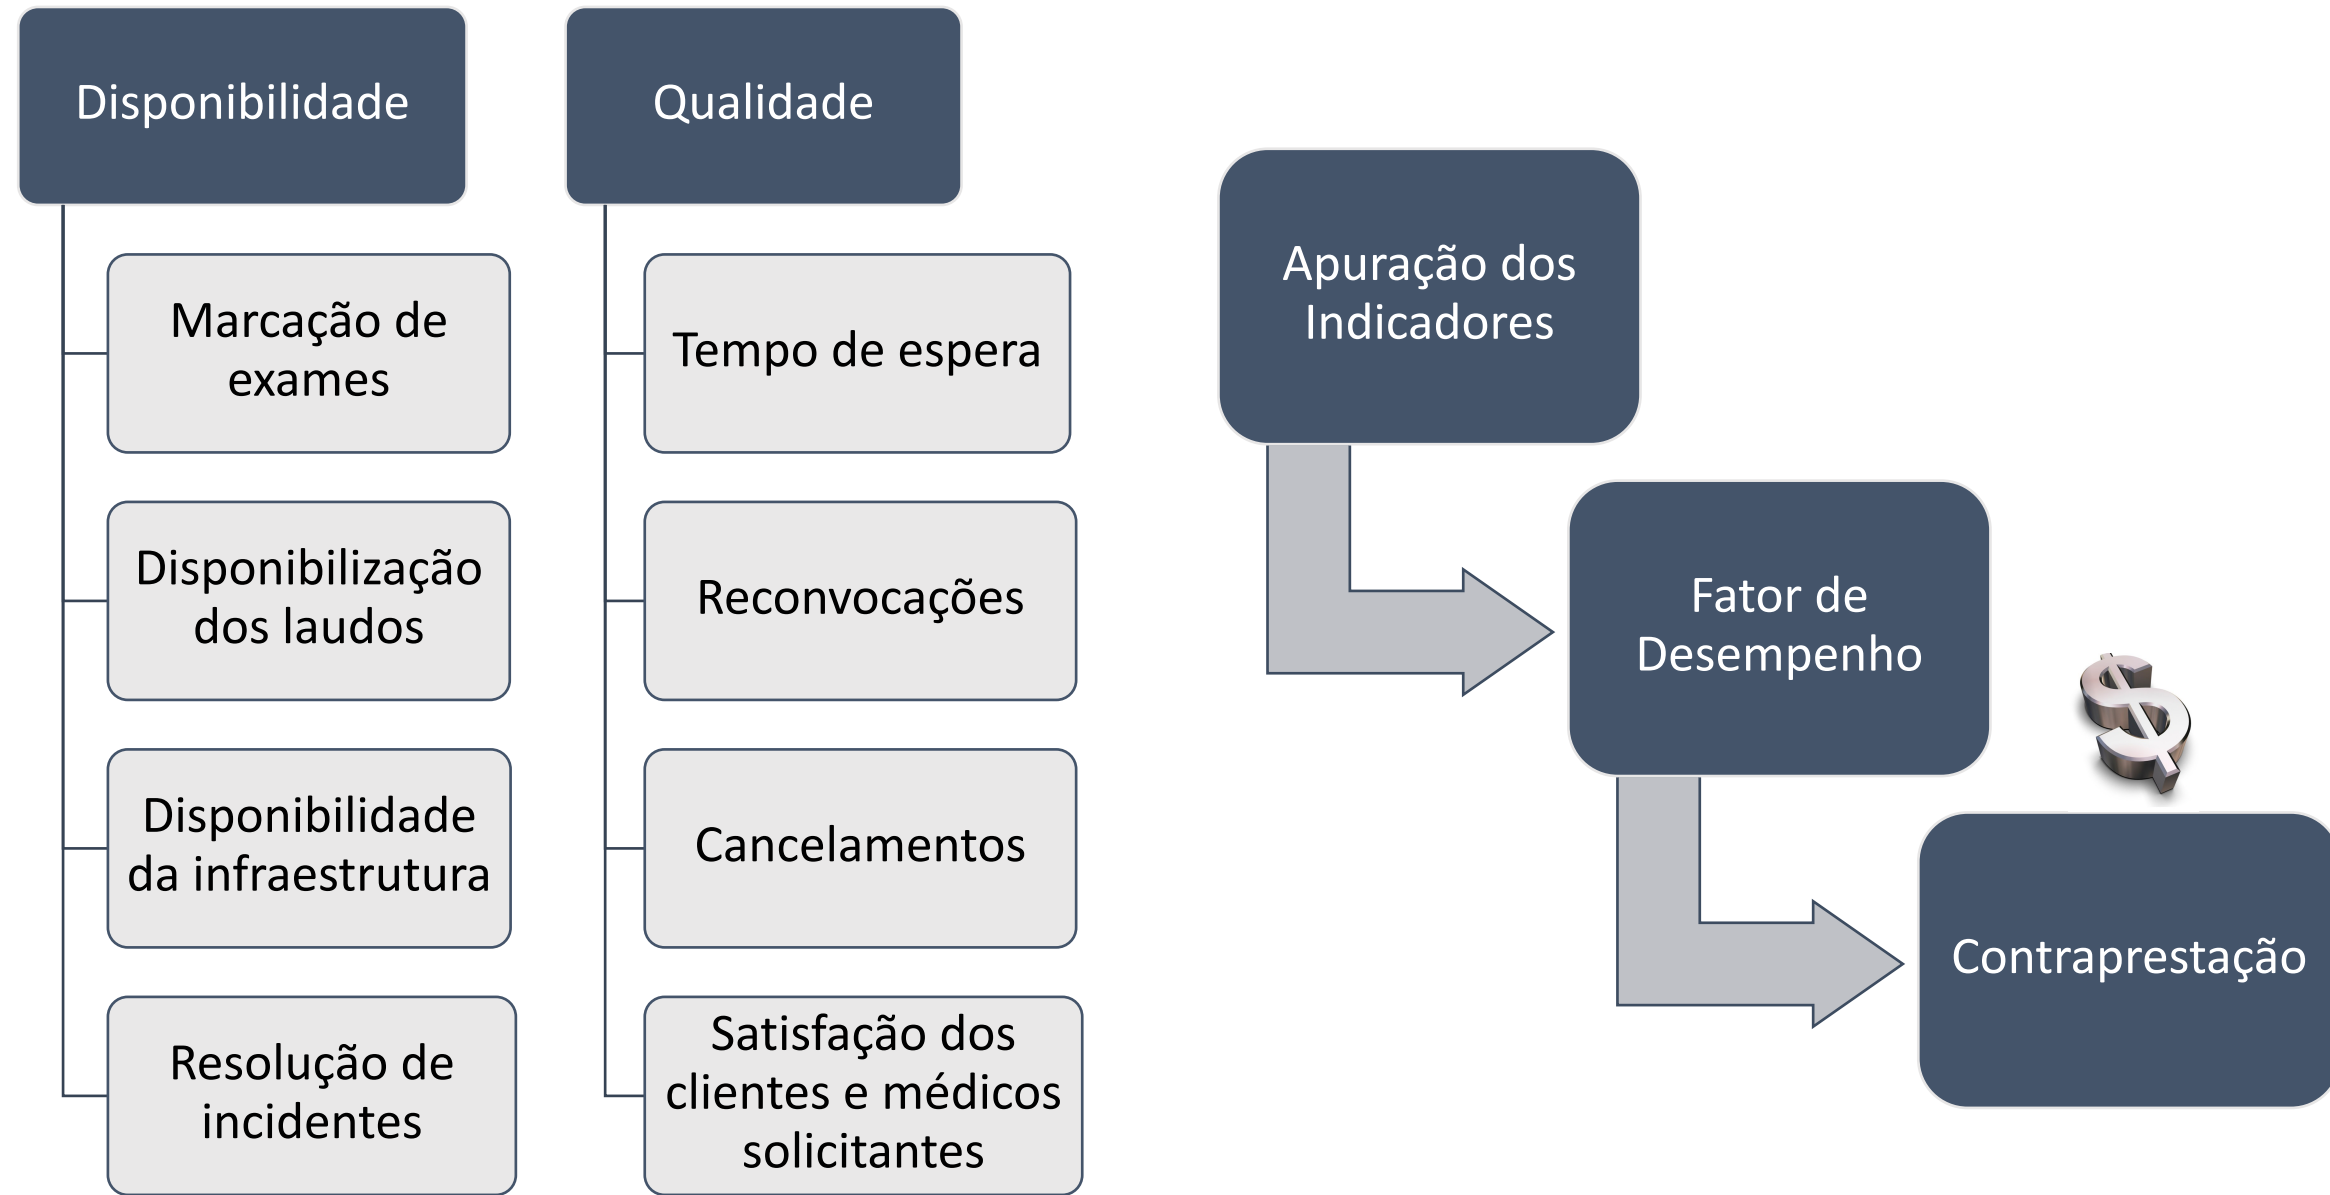 Disponibilidade
Marcação de
exames
Disponibilização
dos laudos
Disponibilidade
da infraestrutura
Resolução de
incidentes
Qualidade
Tempo de espera
Reconvocações
Cancelamentos
Satisfação dos
clientes e médicos
solicitantes
Apuração dos
Indicadores
Fator de
Desempenho
$
Contraprestação